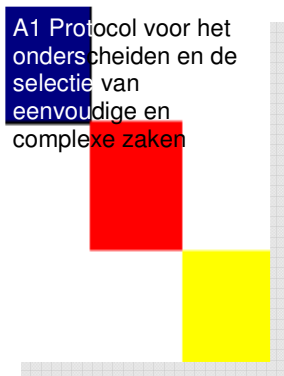 A1 Protocol voor het
onderscheiden en de
selectie van
eenvoudige en
complexe zaken